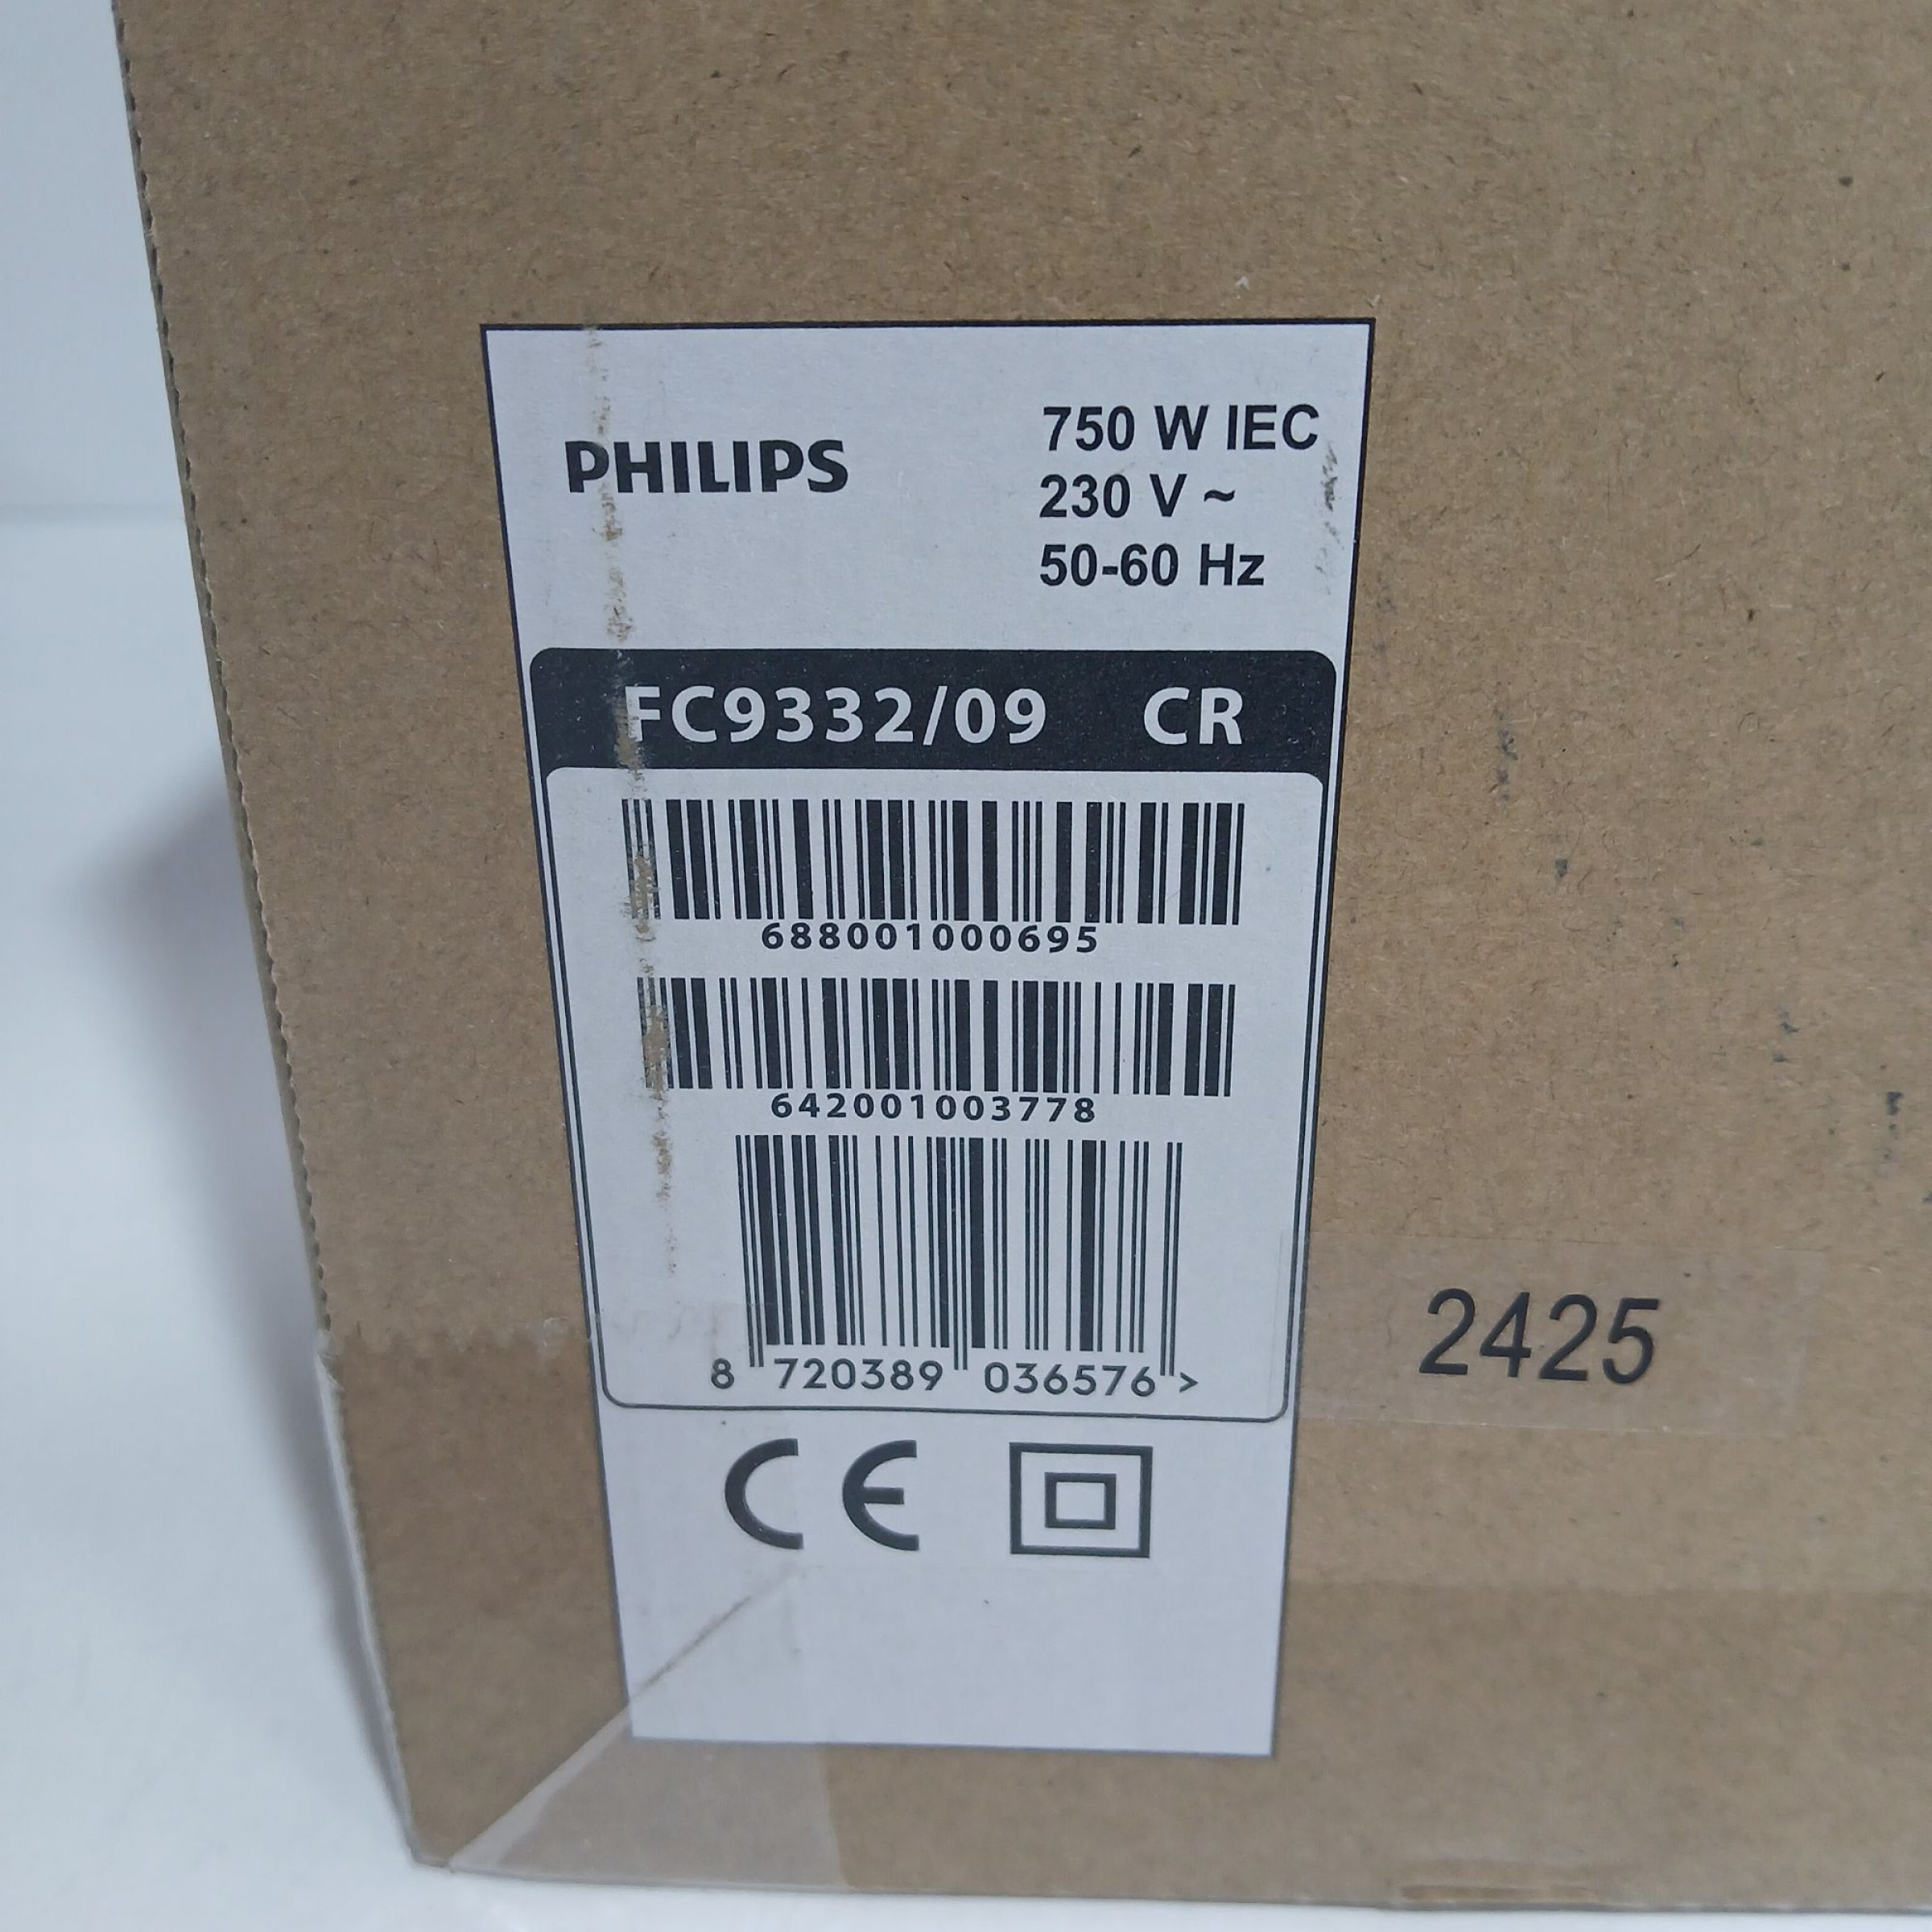 PHILIPS
750 W IEC
230 V ~
50-60 Hz
FC9332/09 CR
688001000695
642001003778
8 720389 036576 >
2425
CE